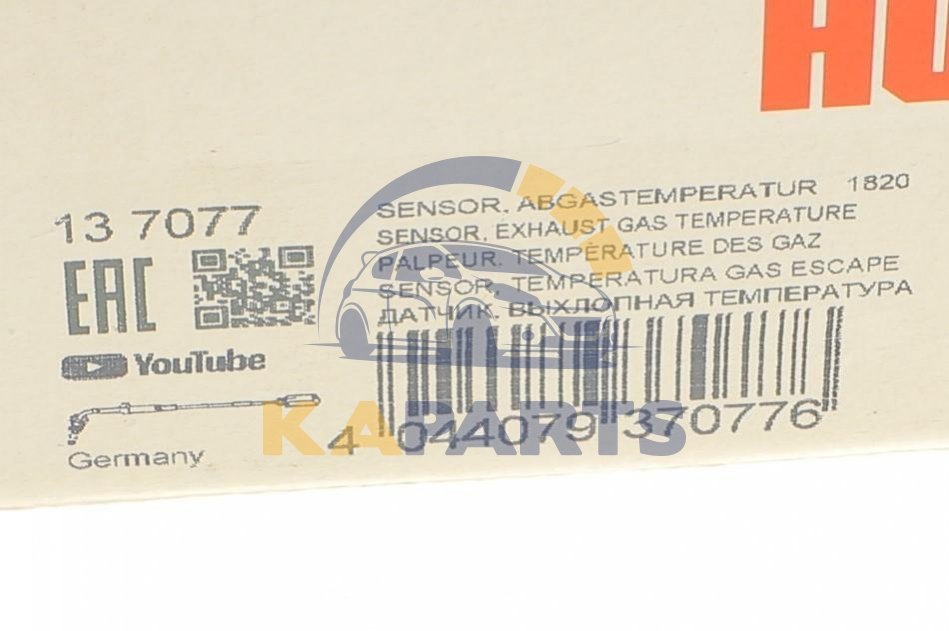 13 7077
SENSOR, ABGASTEMPERATUR 1820
SENSOR, EXHAUST GAS TEMPERATURE
PALPEUR, TEMPÉRATURE DES GAZ
SENSOR, TEMPERATURA GAS ESCAPE
ДАТЧИК, ВЫХЛОПНАЯ ТЕМПЕРАТУРА
EAC
YouTube
Germany
4 044079 370776
KAPARTS